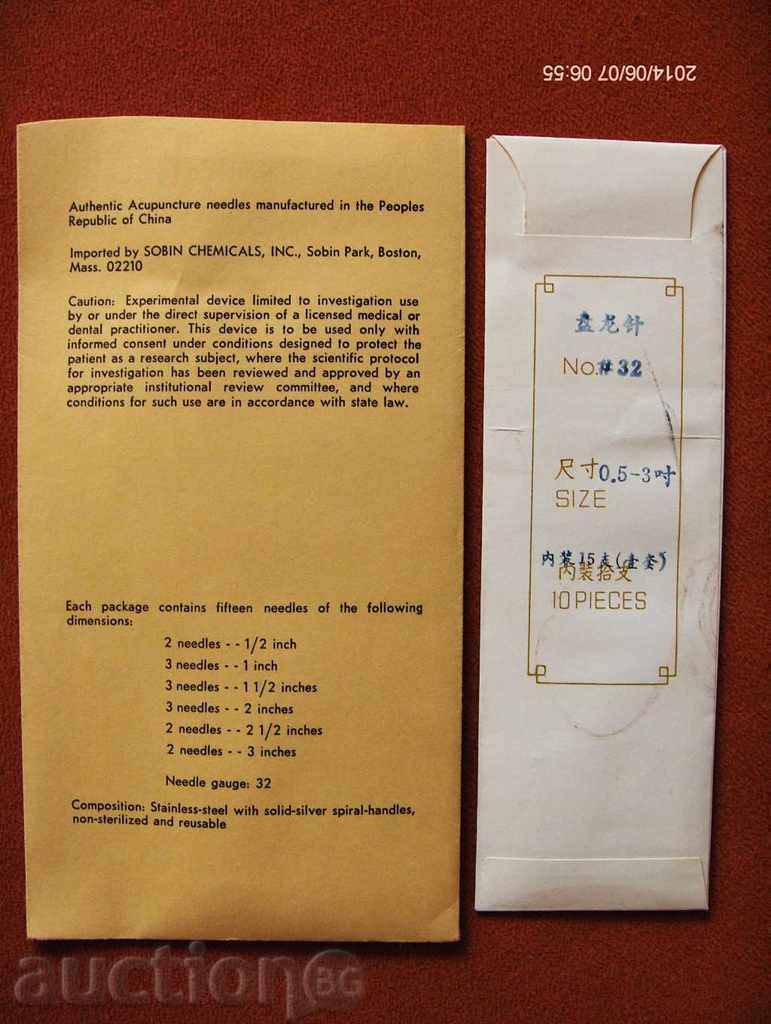 2014/06/07 06:55
Authentic Acupuncture needles manufactured in the Peoples
Republic of China
Imported by SOBIN CHEMICALS, INC., Sobin Park, Boston,
Mass. 02210
Caution: Experimental device limited to investigation use
by or under the direct supervision of a licensed medical or
dental practitioner. This device is to be used only with
informed consent under conditions designed to protect the
patient as a research subject, where the scientific protocol
for investigation has been reviewed and approved by an
appropriate institutional review committee, and where
conditions for such use are in accordance with state law.
Each package contains fifteen needles of the following
dimensions:
2 needles - - 1/2 inch
3 needles - - 1 inch
3 needles - - 1 1/2 inches
3 needles - - 2 inches
2 needles - - 2 1/2 inches
2 needles - - 3 inches
Needle gauge: 32
Composition: Stainless-steel with solid-silver spiral-handles,
non-sterilized and reusable
盘龙针
No.#32
尺寸 0.5-3吋
SIZE
内装15支(壹套)
内装拾支
10 PIECES
auctionBG